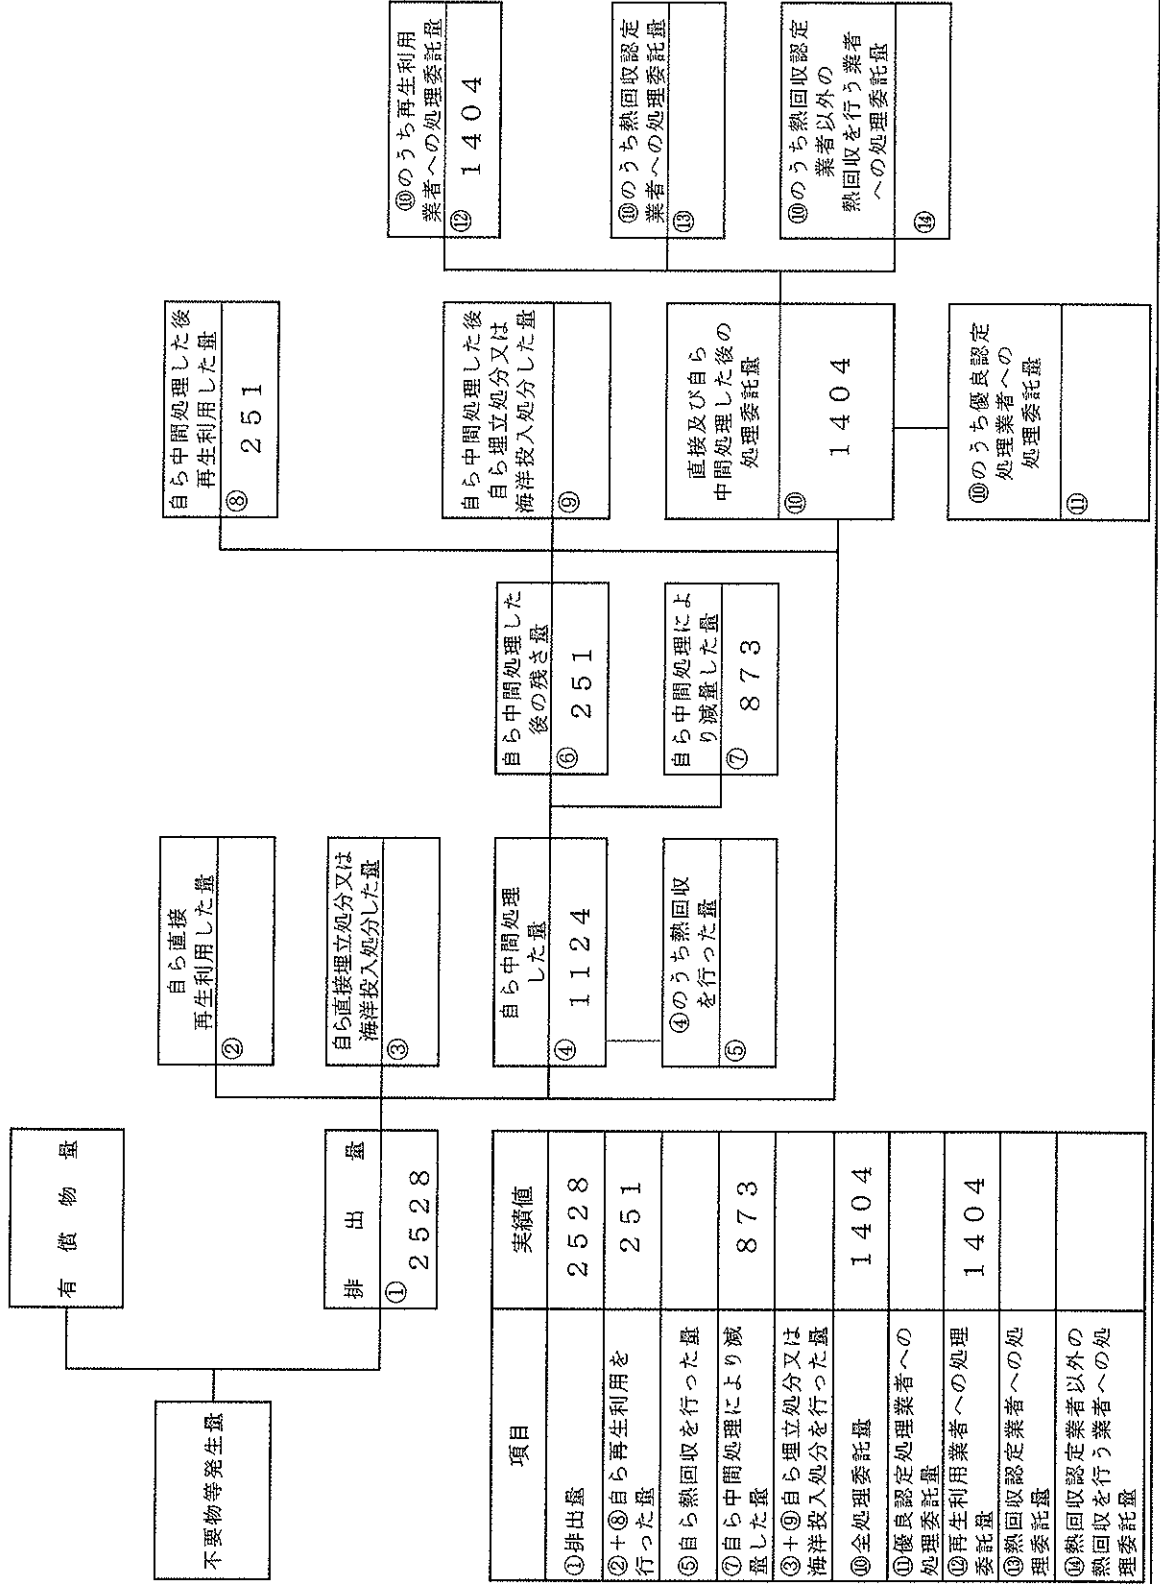 不要物等発生量
有償物量
排出量
① 2528
自ら直接
再生利用した量
②
自ら直接埋立処分又は
海洋投入処分した量
③
自ら中間処理
した量
④ 1124
④のうち熱回収
を行った量
⑤
自ら中間処理した
後の残さ量
⑥ 251
自ら中間処理によ
り減量した量
⑦ 873
自ら中間処理した後
再生利用した量
⑧ 251
自ら中間処理した後
自ら埋立処分又は
海洋投入処分した量
⑨
直接及び自ら
中間処理した後の
処理委託量
⑩ 1404
⑩のうち優良認定
処理業者への
処理委託量
⑪
⑩のうち再生利用
業者への処理委託量
⑫ 1404
⑩のうち熱回収認定
業者への処理委託量
⑬
⑩のうち熱回収認定
業者以外の
熱回収を行う業者
への処理委託量
⑭
項目 実績値
①排出量 2528
②+⑧自ら再生利用を
行った量 251
⑤自ら熱回収を行った量
⑦自ら中間処理により減
量した量 873
③+⑨自ら埋立処分又は
海洋投入処分を行った量
⑩全処理委託量 1404
⑪優良認定処理業者への
処理委託量
⑫再生利用業者への処理
委託量 1404
⑬熱回収認定業者への処
理委託量
⑭熱回収認定業者以外の
熱回収を行う業者への処
理委託量